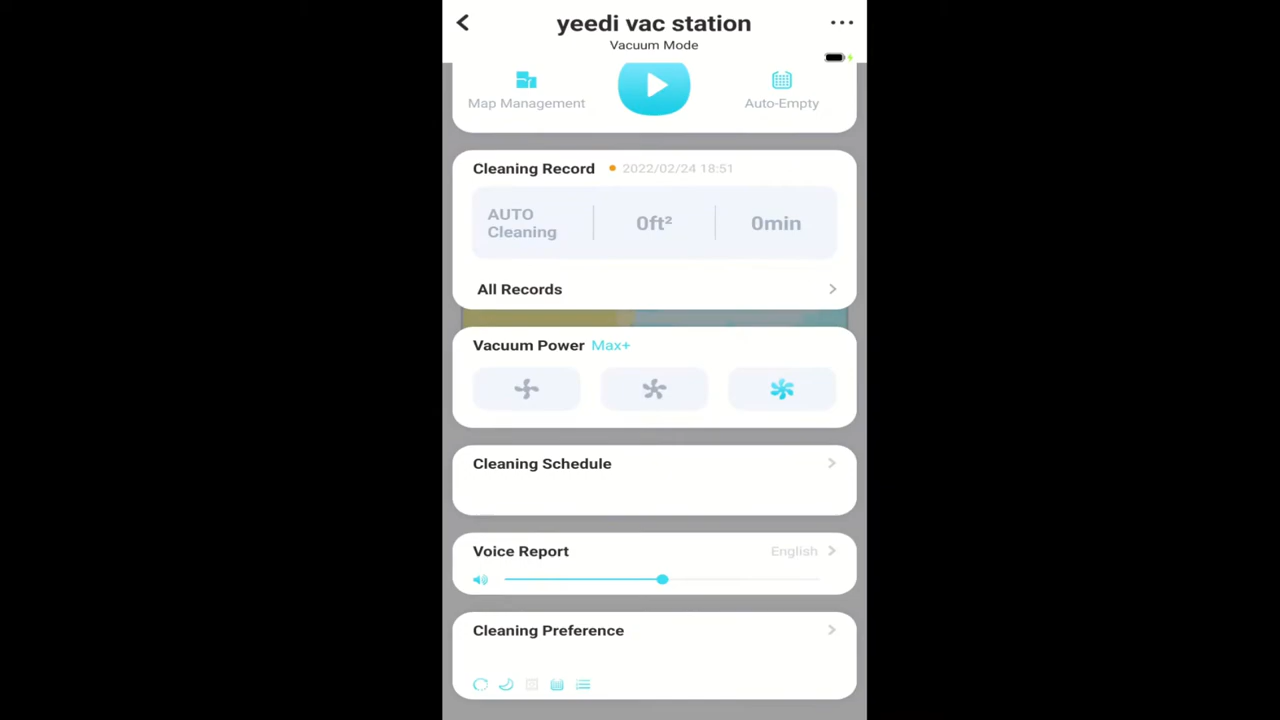 yeedi vac station
Vacuum Mode
Map Management
Auto-Empty
Cleaning Record 2022/02/24 18:51
AUTO
Cleaning
0ft²
0min
All Records
Vacuum Power Max+
Cleaning Schedule
Voice Report English
Cleaning Preference